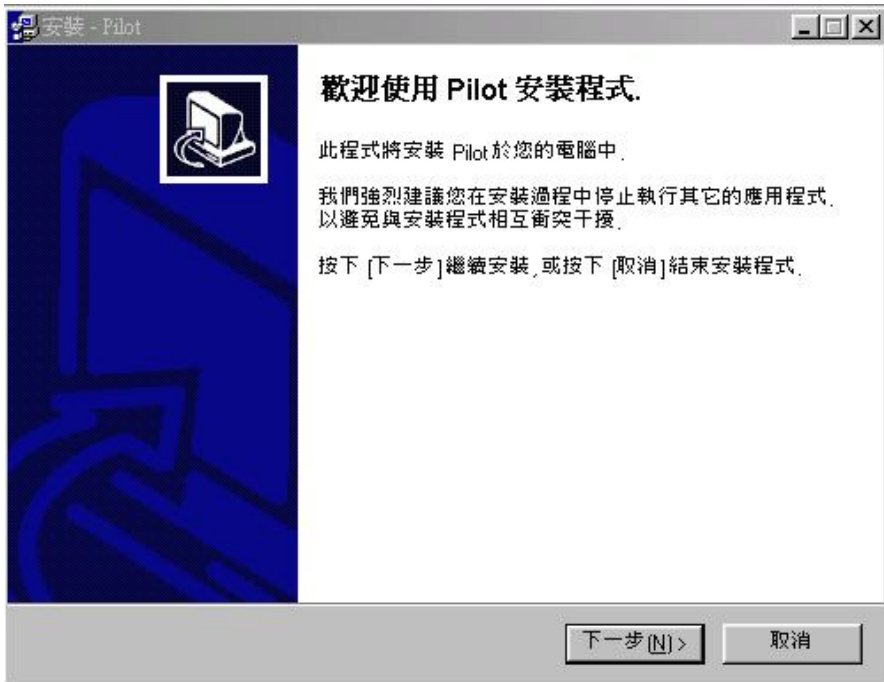 安裝 - Pilot
歡迎使用 Pilot 安裝程式.
此程式將安裝 Pilot 於您的電腦中.
我們強烈建議您在安裝過程中停止執行其它的應用程式,
以避免與安裝程式相互衝突干擾.
按下 [下一步]繼續安裝,或按下 [取消]結束安裝程式.
下一步(N) >
取消